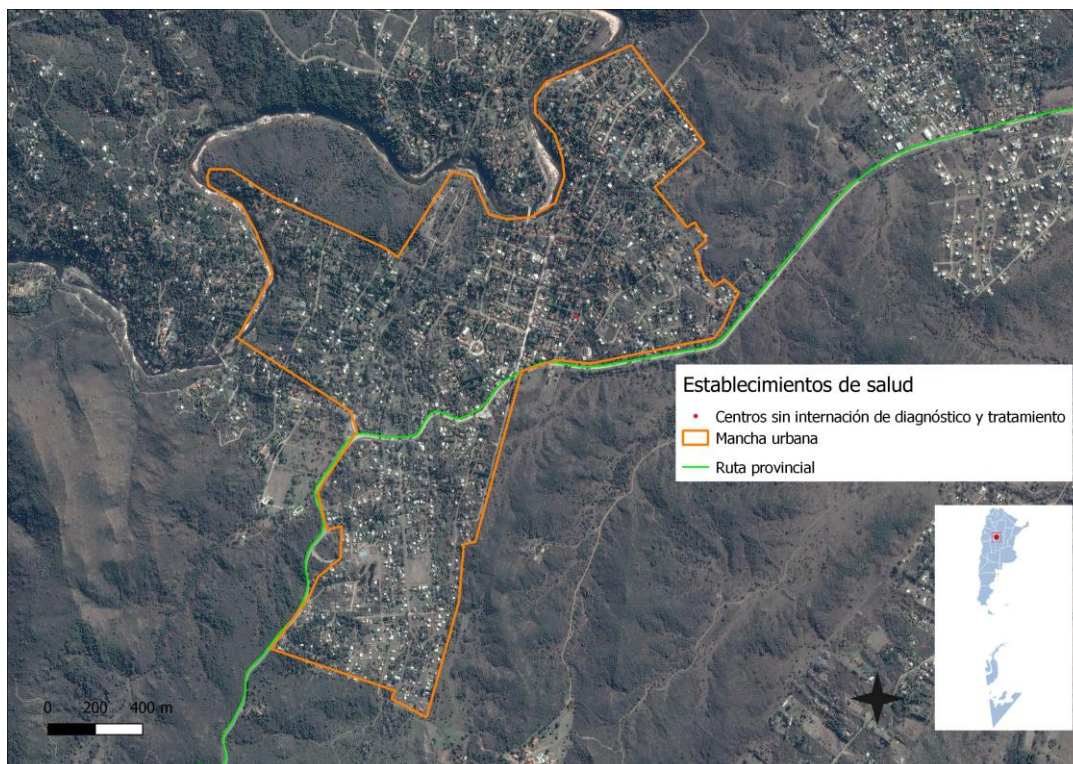 Establecimientos de salud
Centros sin internación de diagnóstico y tratamiento
Mancha urbana
Ruta provincial
0 200 400 m